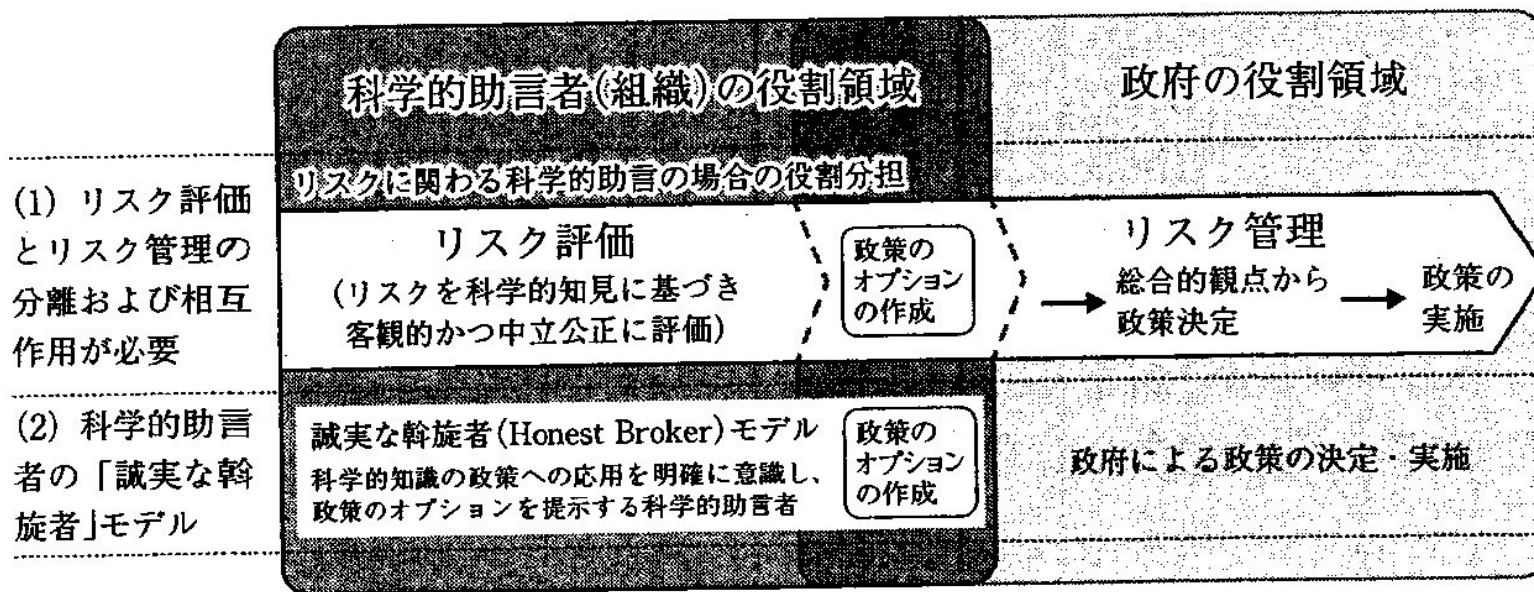 科学的助言者(組織)の役割領域
政府の役割領域
(1) リスク評価
とリスク管理の
分離および相互
作用が必要
リスクに関わる科学的助言の場合の役割分担
リスク評価
(リスクを科学的知見に基づき
客観的かつ中立公正に評価)
政策の
オプション
の作成
リスク管理
総合的観点から
政策決定
政策の
実施
(2) 科学的助言
者の「誠実な斡
旋者」モデル
誠実な斡旋者(Honest Broker)モデル
科学的知識の政策への応用を明確に意識し、
政策のオプションを提示する科学的助言者
政策の
オプション
の作成
政府による政策の決定・実施